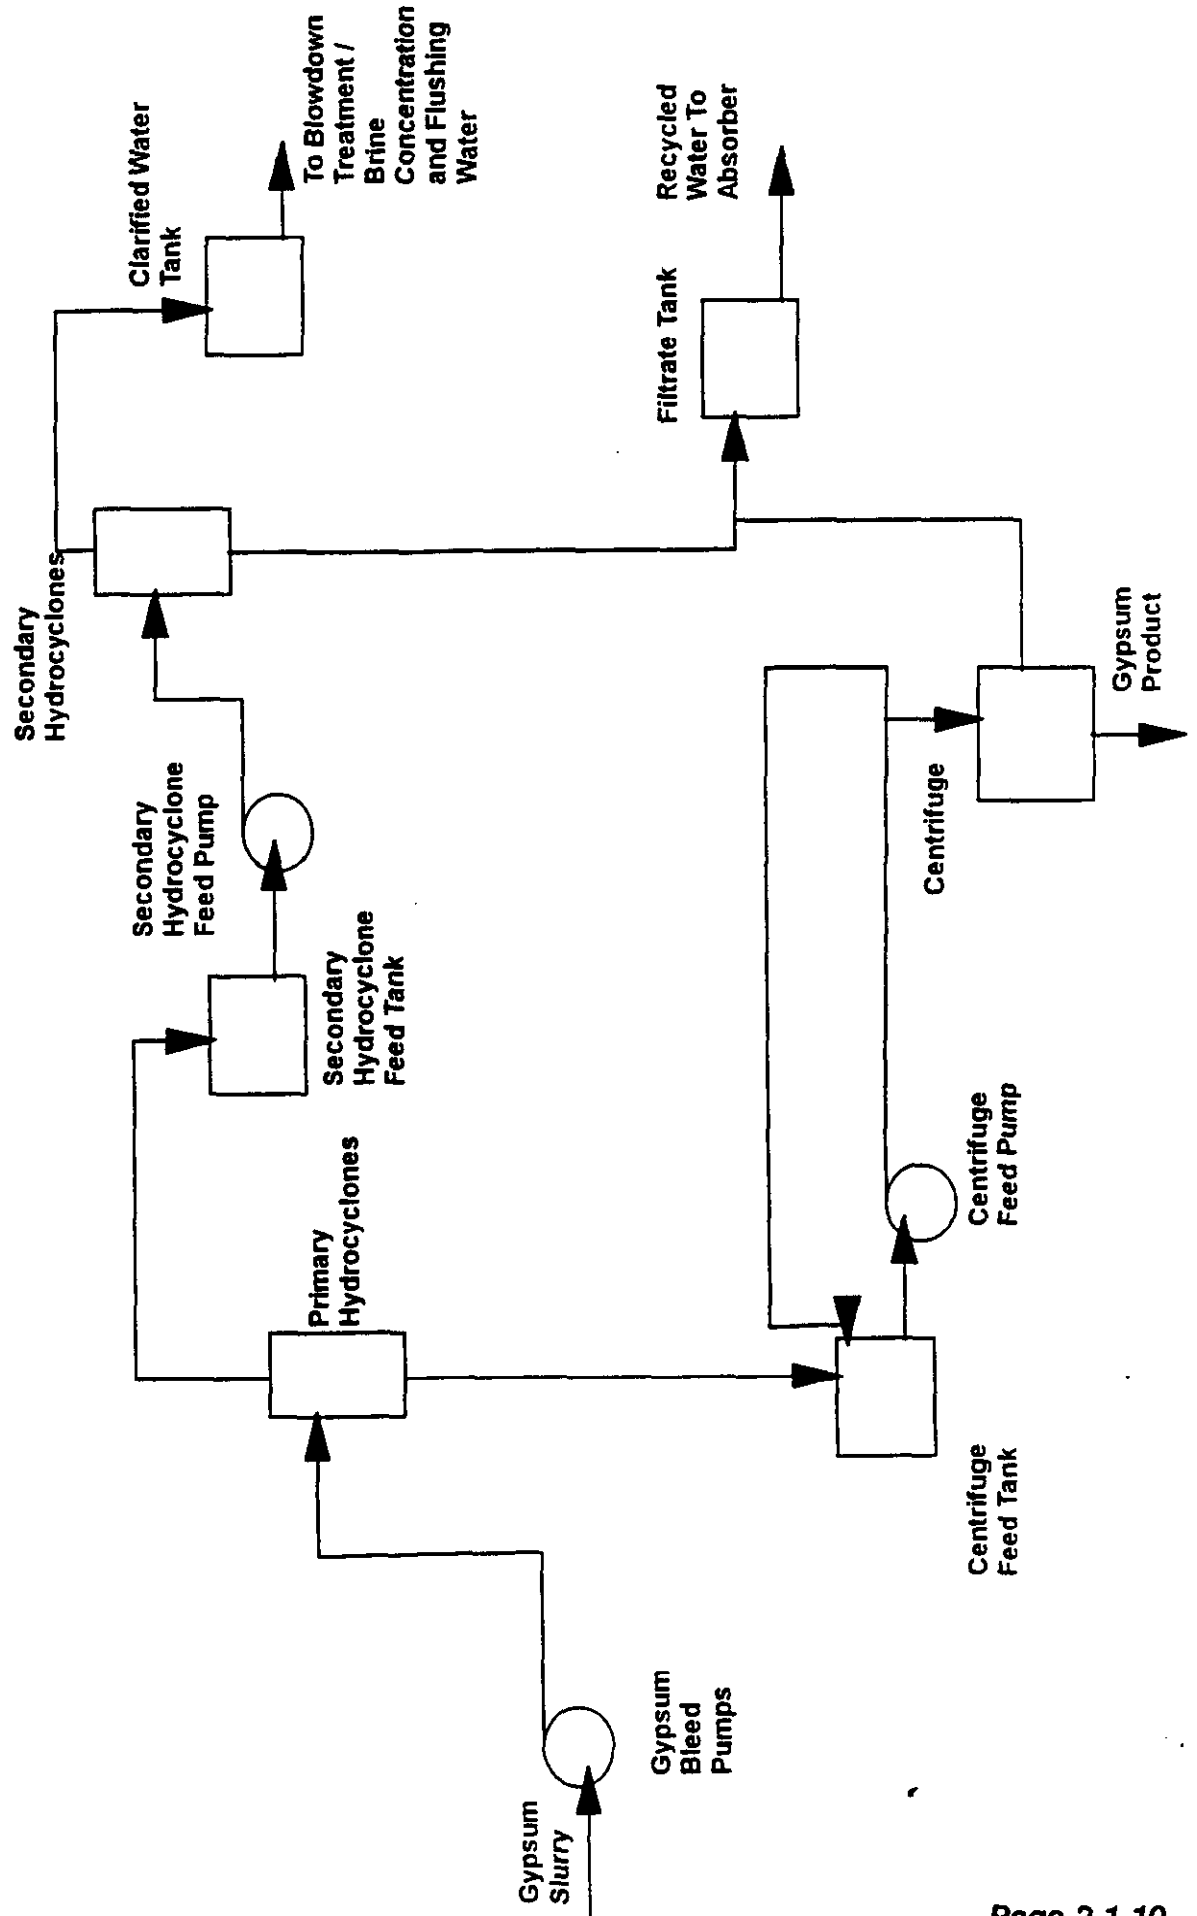 Gypsum
Slurry
Gypsum
Bleed
Pumps
Primary
Hydrocyclones
Secondary
Hydrocyclone
Feed Tank
Secondary
Hydrocyclone
Feed Pump
Secondary
Hydrocyclones
Clarified Water
Tank
To Blowdown
Treatment /
Brine
Concentration
and Flushing
Water
Filtrate Tank
Recycled
Water To
Absorber
Centrifuge
Feed Tank
Centrifuge
Feed Pump
Centrifuge
Gypsum
Product
Page 2.1-10